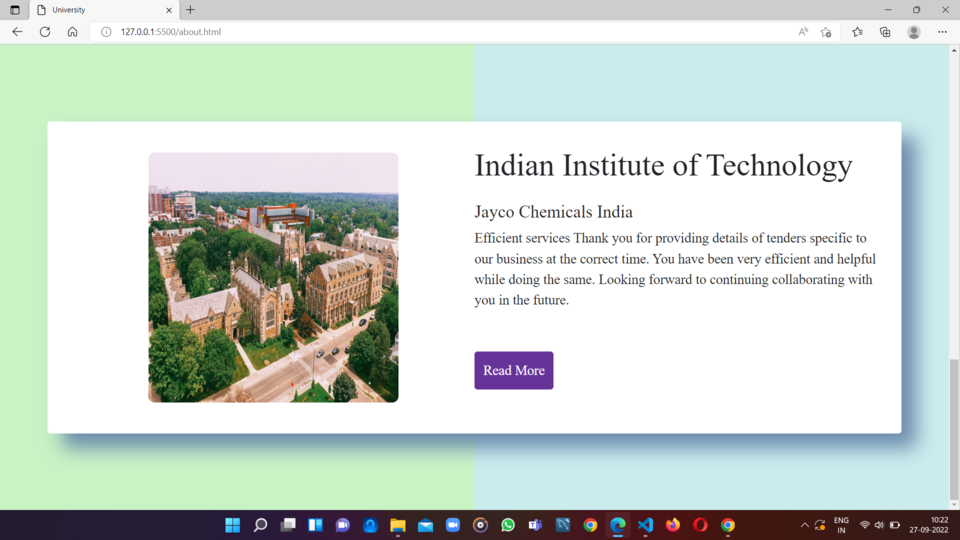 University
127.0.0.1:5500/about.html
Indian Institute of Technology
Jayco Chemicals India
Efficient services Thank you for providing details of tenders specific to
our business at the correct time. You have been very efficient and helpful
while doing the same. Looking forward to continuing collaborating with
you in the future.
Read More
ENG
IN
10:22
27-09-2022